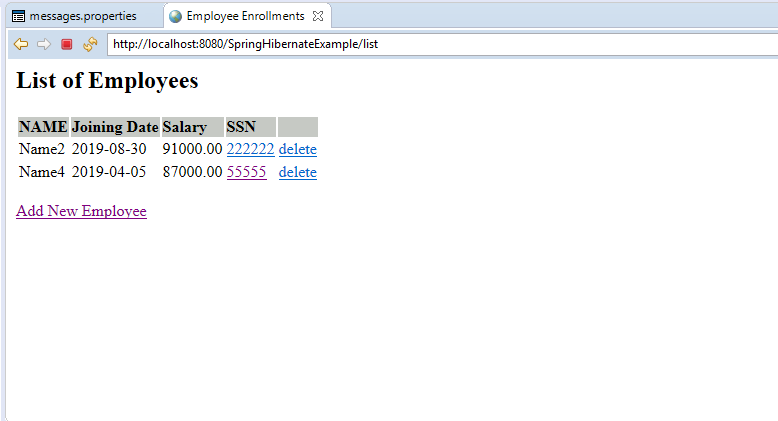 messages.properties Employee Enrollments
http://localhost:8080/SpringHibernateExample/list
List of Employees
NAME Joining Date Salary SSN
Name2 2019-08-30 91000.00 222222 delete
Name4 2019-04-05 87000.00 55555 delete
Add New Employee